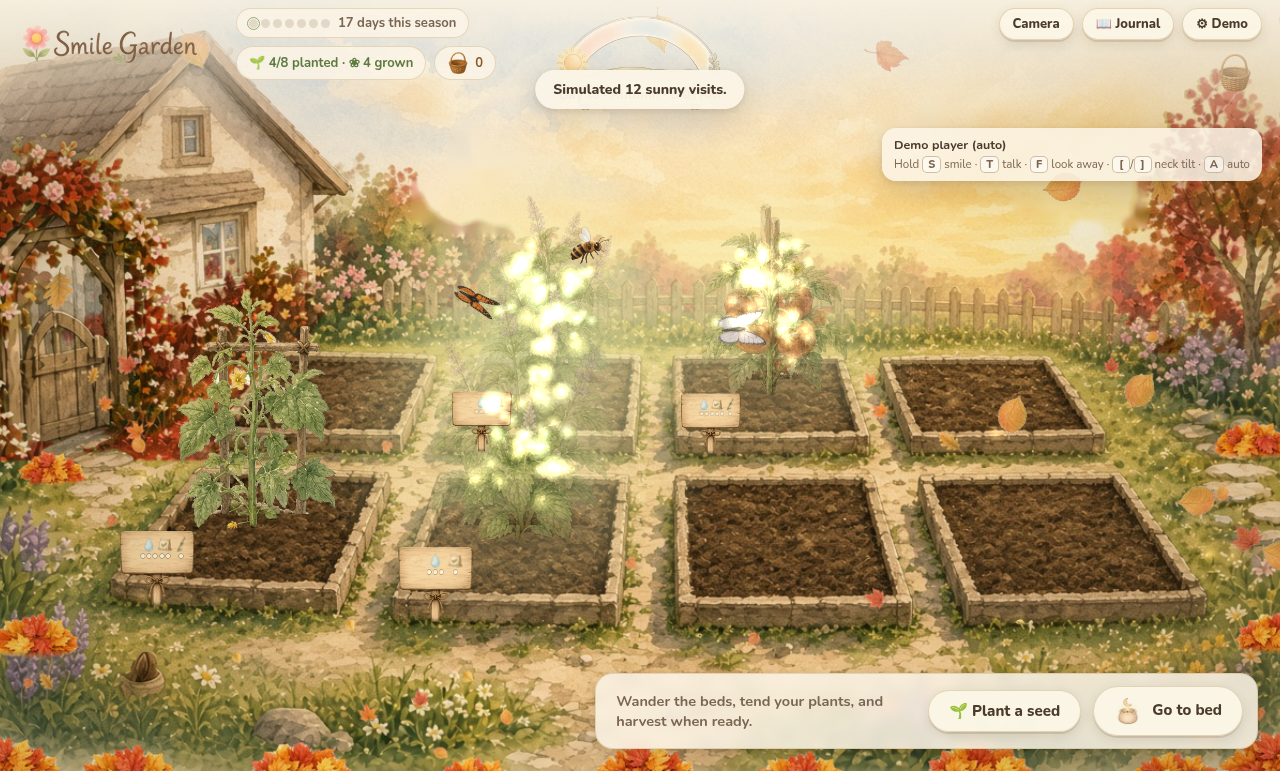 Smile Garden
17 days this season
4/8 planted · 4 grown
0
Simulated 12 sunny visits.
Camera
Journal
Demo
Demo player (auto)
Hold S smile · T talk · F look away · [ / ] neck tilt · A auto
Wander the beds, tend your plants, and
harvest when ready.
Plant a seed
Go to bed